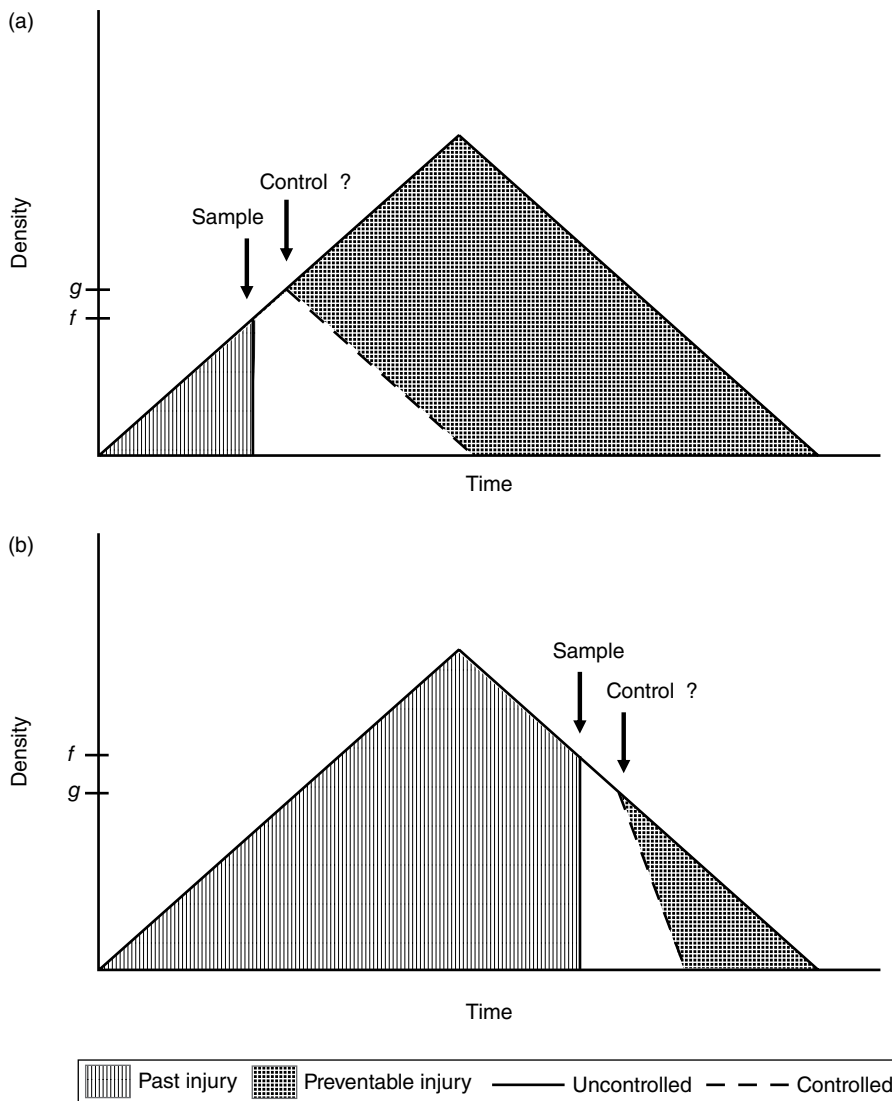 (a)
Control ?
Sample
Density
g
f
Time
(b)
Sample
Control ?
Density
f
g
Time
Past injury Preventable injury Uncontrolled Controlled